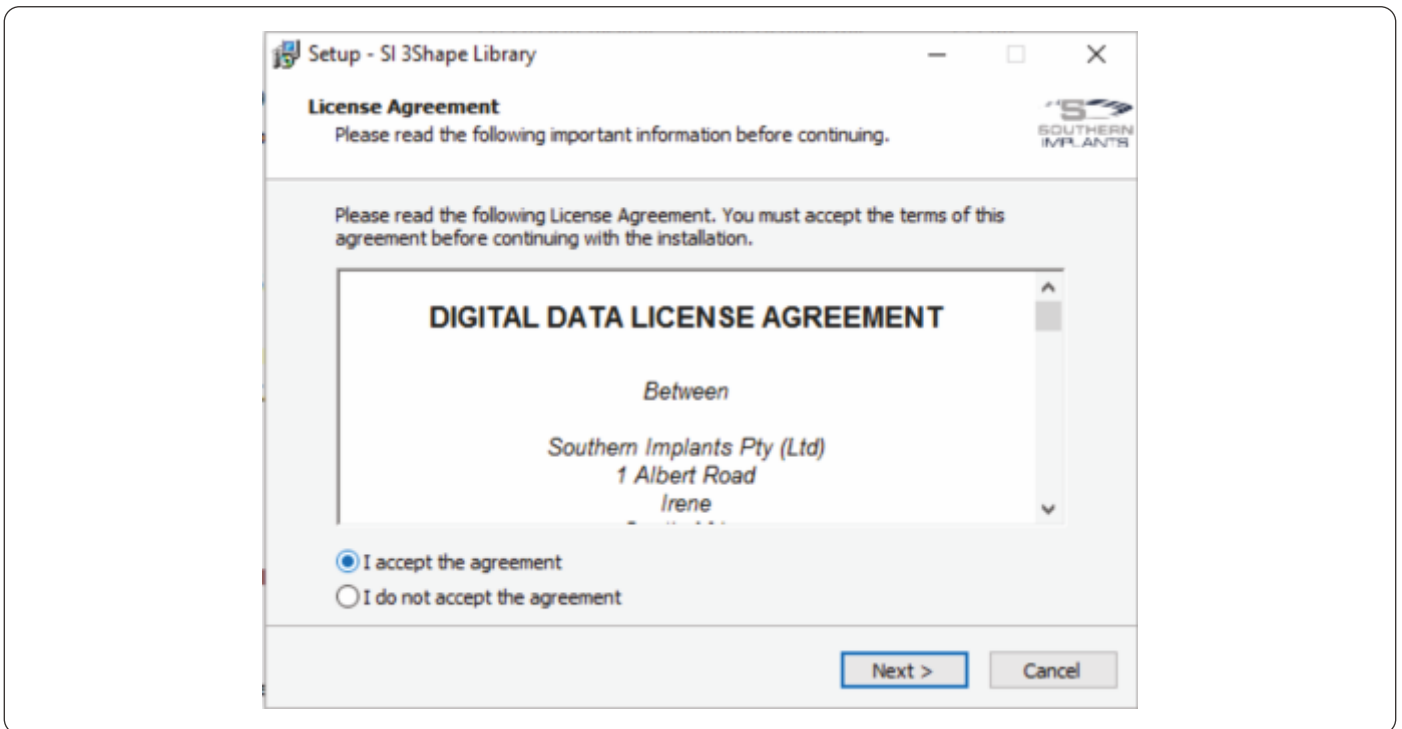 Setup - SI 3Shape Library
License Agreement
Please read the following important information before continuing.
SOUTHERN
IMPLANTS
Please read the following License Agreement. You must accept the terms of this
agreement before continuing with the installation.
DIGITAL DATA LICENSE AGREEMENT
Between
Southern Implants Pty (Ltd)
1 Albert Road
Irene
I accept the agreement
I do not accept the agreement
Next >
Cancel